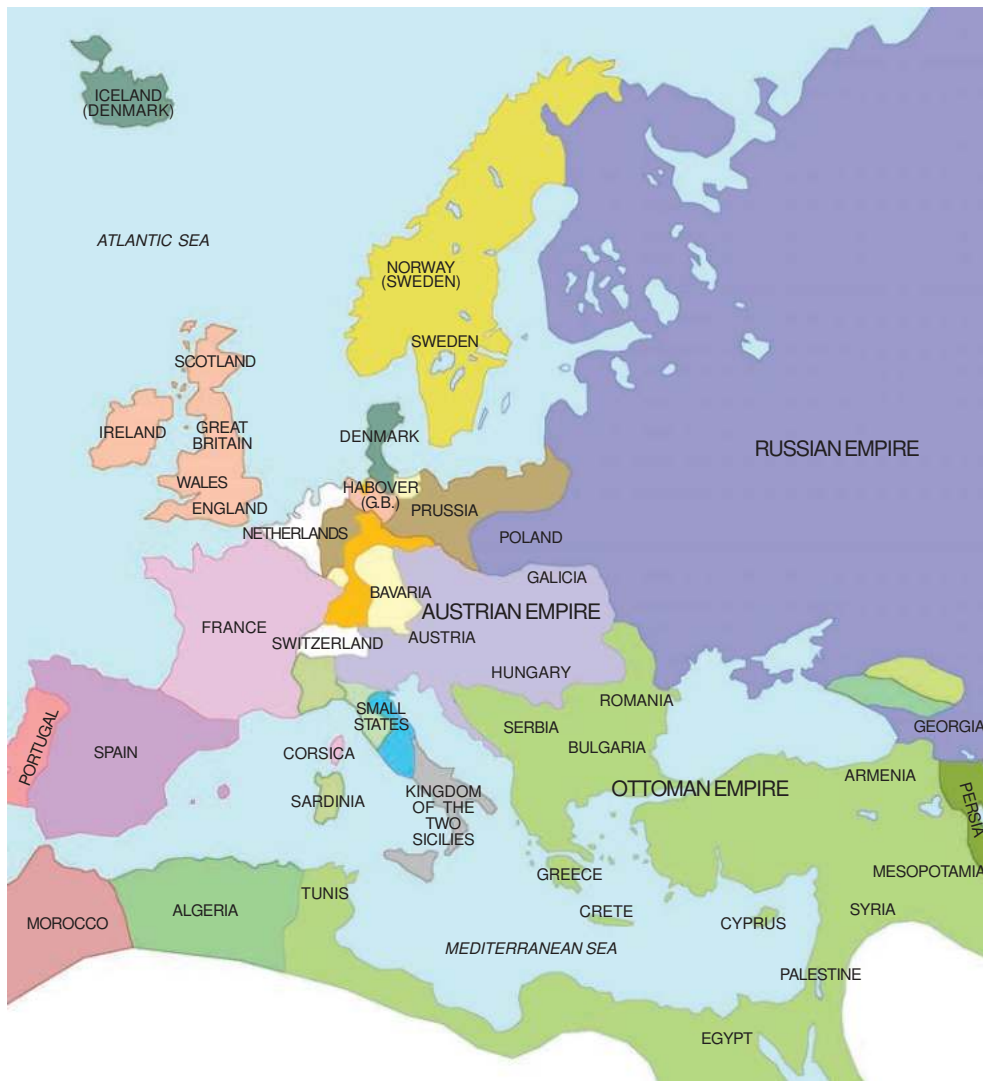 ICELAND
(DENMARK)
ATLANTIC SEA
NORWAY
(SWEDEN)
SWEDEN
SCOTLAND
IRELAND
GREAT
BRITAIN
WALES
ENGLAND
DENMARK
HABOVER
(G.B.)
PRUSSIA
NETHERLANDS
RUSSIAN EMPIRE
POLAND
GALICIA
BAVARIA
AUSTRIAN EMPIRE
FRANCE
SWITZERLAND
AUSTRIA
HUNGARY
ROMANIA
SMALL
STATES
SERBIA
BULGARIA
GEORGIA
PORTUGAL
SPAIN
CORSICA
SARDINIA
KINGDOM
OF THE
TWO
SICILIES
OTTOMAN EMPIRE
ARMENIA
PERSIA
MESOPOTAMIA
GREECE
CRETE
CYPRUS
SYRIA
TUNIS
ALGERIA
MOROCCO
MEDITERRANEAN SEA
PALESTINE
EGYPT